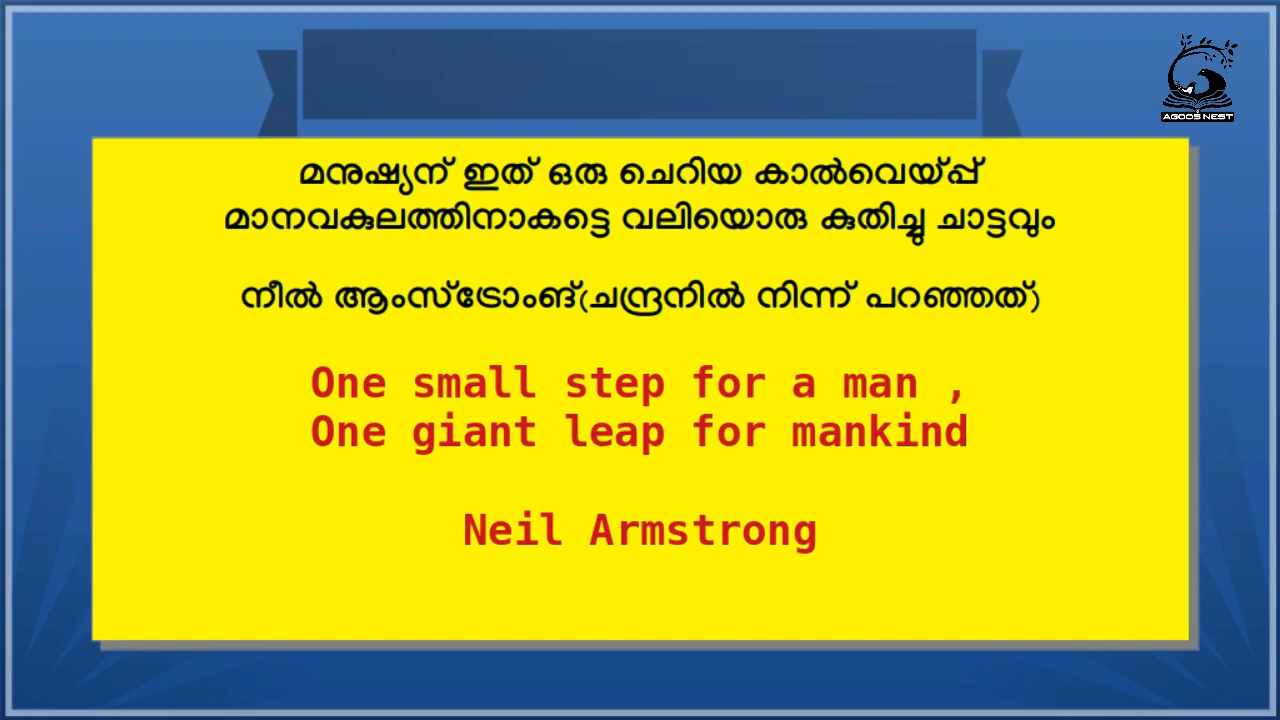 AGOOS NEST
മനുഷ്യന് ഇത് ഒരു ചെറിയ കാൽവെയ്പ്പ്
മാനവകുലത്തിനാകട്ടെ വലിയൊരു കുതിച്ചു ചാട്ടവും
നീൽ ആംസ്ട്രോംങ്(ചന്ദ്രനിൽ നിന്ന് പറഞ്ഞത്)
One small step for a man ,
One giant leap for mankind
Neil Armstrong